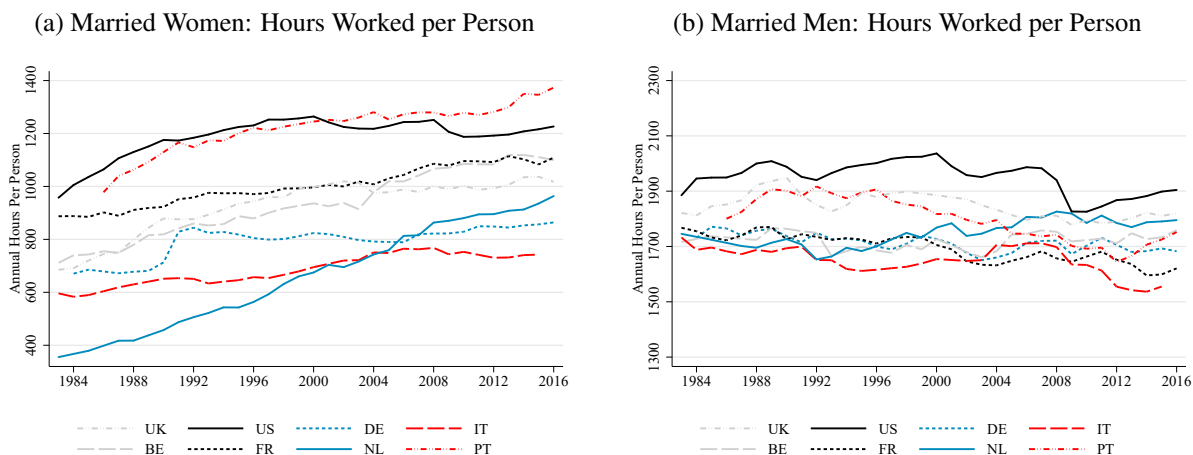 (a) Married Women: Hours Worked per Person
Annual Hours Per Person
1400
1200
1000
800
600
400
1984 1988 1992 1996 2000 2004 2008 2012 2016
UK US DE IT
BE FR NL PT
(b) Married Men: Hours Worked per Person
Annual Hours Per Person
2300
2100
1900
1700
1500
1300
1984 1988 1992 1996 2000 2004 2008 2012 2016
UK US DE IT
BE FR NL PT